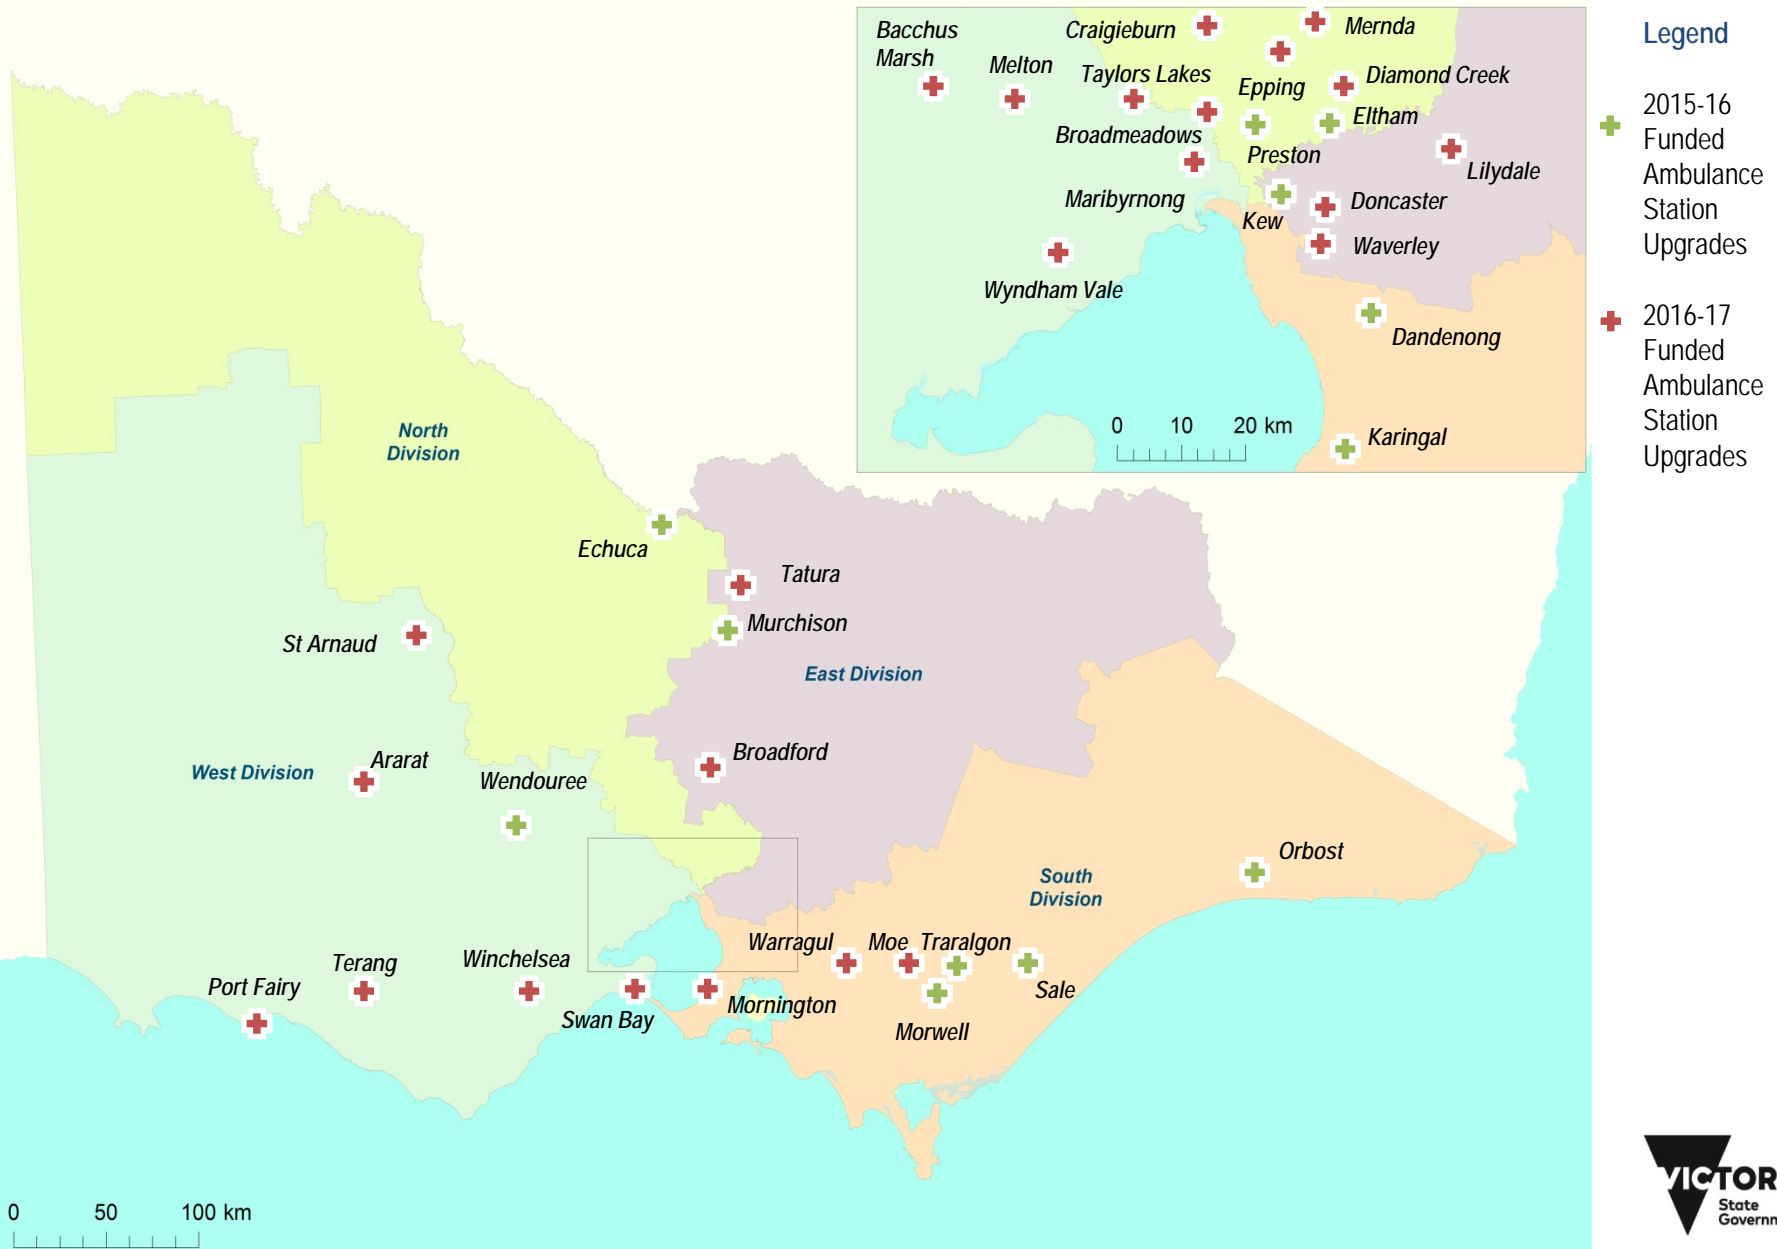 Bacchus
Marsh
Melton
Craigieburn
Mernda
Taylors Lakes
Epping
Diamond Creek
Broadmeadows
Eltham
Preston
Lilydale
Maribyrnong
Kew
Doncaster
Waverley
Wyndham Vale
Dandenong
Karingal
0 10 20 km
Legend
2015-16
Funded
Ambulance
Station
Upgrades
2016-17
Funded
Ambulance
Station
Upgrades
North
Division
Echuca
Tatura
Murchison
St Arnaud
East Division
West Division
Ararat
Wendouree
Broadford
South
Division
Orbost
Port Fairy
Terang
Winchelsea
Swan Bay
Mornington
Warragul
Moe
Traralgon
Morwell
Sale
0 50 100 km
VICTOR
State
Governm